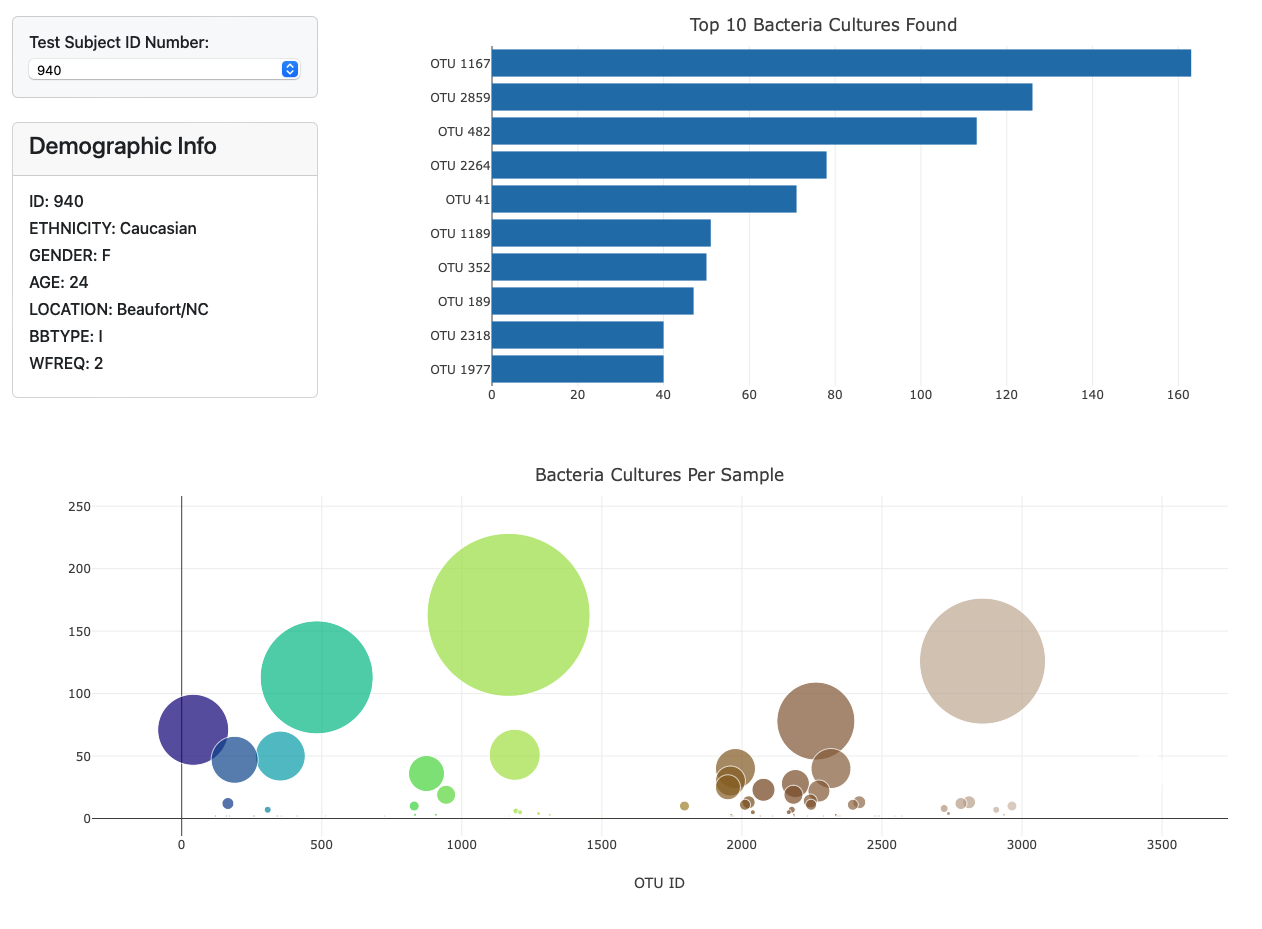 Test Subject ID Number:
940
Demographic Info
ID: 940
ETHNICITY: Caucasian
GENDER: F
AGE: 24
LOCATION: Beaufort/NC
BBTYPE: I
WFREQ: 2
Top 10 Bacteria Cultures Found
OTU 1167
OTU 2859
OTU 482
OTU 2264
OTU 41
OTU 1189
OTU 352
OTU 189
OTU 2318
OTU 1977
0 20 40 60 80 100 120 140 160
Bacteria Cultures Per Sample
250
200
150
100
50
0
0 500 1000 1500 2000 2500 3000 3500
OTU ID